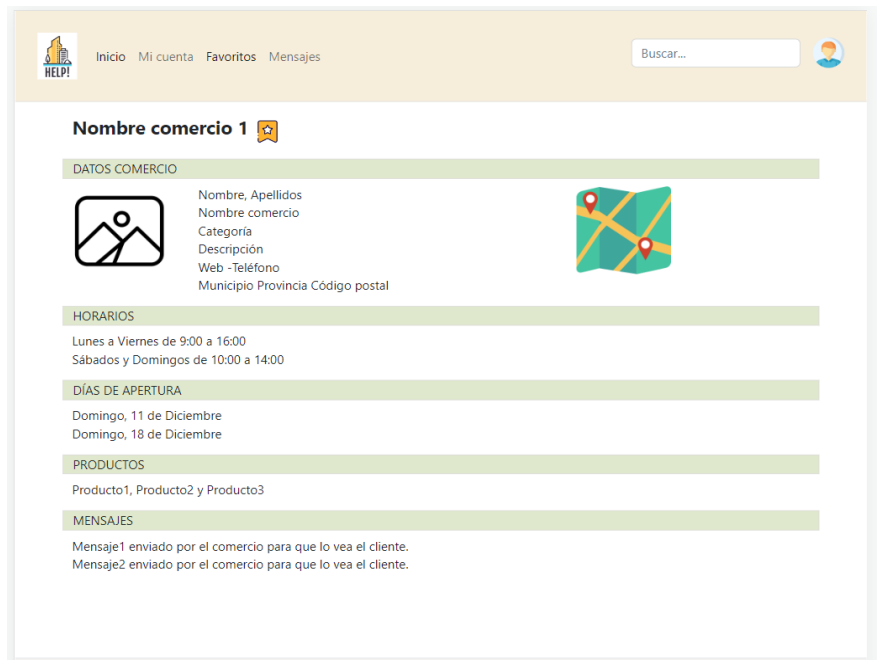 HELP!
Inicio Mi cuenta Favoritos Mensajes
Buscar...
Nombre comercio 1
DATOS COMERCIO
Nombre, Apellidos
Nombre comercio
Categoría
Descripción
Web -Teléfono
Municipio Provincia Código postal
HORARIOS
Lunes a Viernes de 9:00 a 16:00
Sábados y Domingos de 10:00 a 14:00
DÍAS DE APERTURA
Domingo, 11 de Diciembre
Domingo, 18 de Diciembre
PRODUCTOS
Producto1, Producto2 y Producto3
MENSAJES
Mensaje1 enviado por el comercio para que lo vea el cliente.
Mensaje2 enviado por el comercio para que lo vea el cliente.